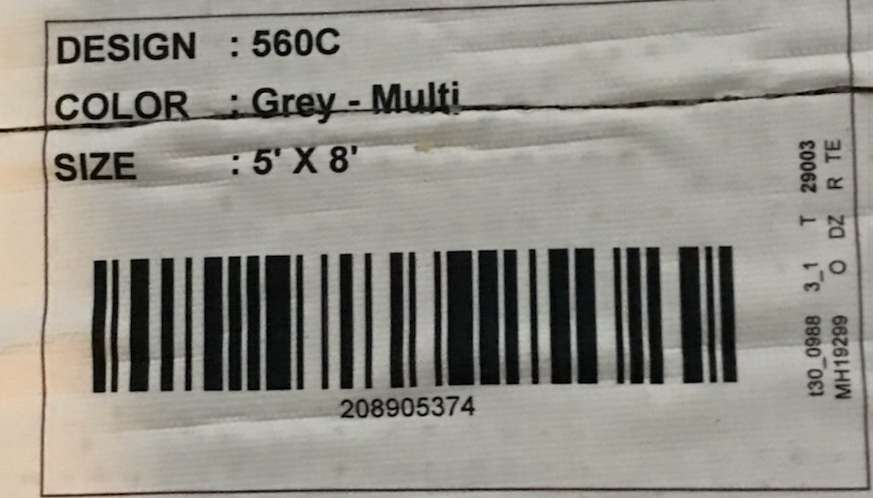 DESIGN : 560C
COLOR : Grey - Multi
SIZE : 5' X 8'
208905374
t30_0988 3_1 T 29003
MH19299 O DZ R TE